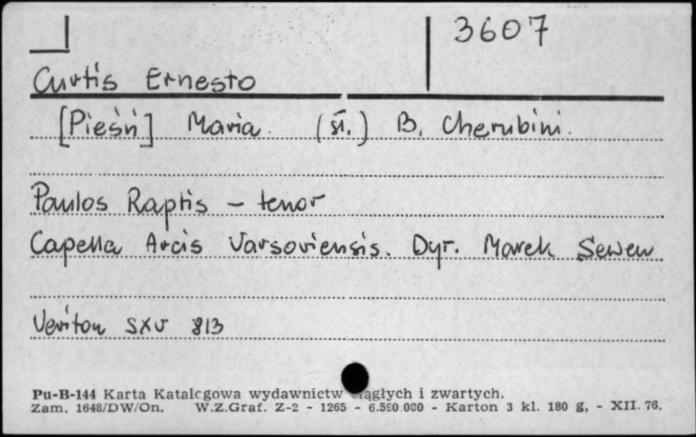 3607
Curtis Ernesto
[Pieśń] Maria. (sł.) B. Cherubini.
Paulos Raptis - tenor
Capella Arcis Varsoviensis. Dyr. Marek Sewen
Veriton SXV 813
Pu-B-144 Karta Katalogowa wydawnictw ciągłych i zwartych.
Zam. 1648/DW/On. W.Z.Graf. Z-2 - 1265 - 6.590.000 - Karton 3 kl. 180 g, - XII. 76.